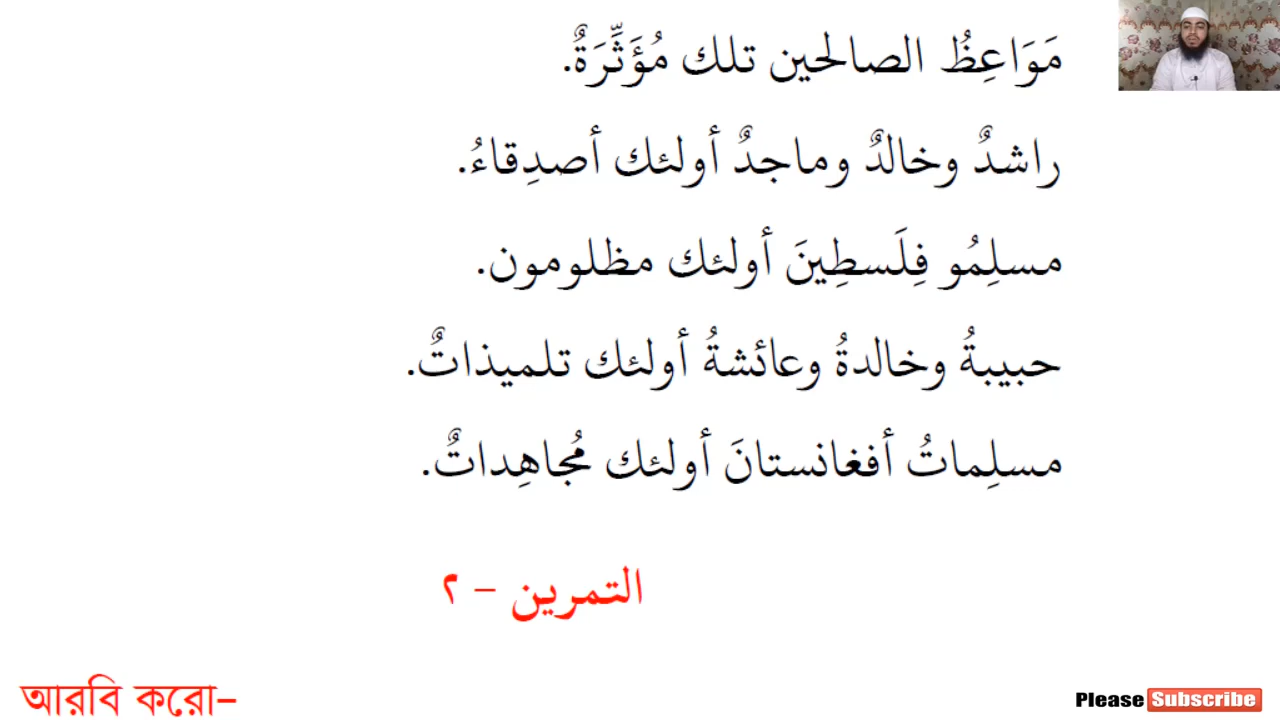 مَوَاعِظُ الصالحين تلك مُؤَثِّرَةٌ.
راشدٌ وخالدٌ وماجدٌ أولئك أصدِقاءُ.
مسلِمُو فِلَسطِينَ أولئك مظلومون.
حبيبةُ وخالدةُ وعائشةُ أولئك تلميذاتٌ.
مسلِماتُ أفغانستانَ أولئك مُجاهِداتٌ.
التمرين – ٢
আরবি করো–
Please Subscribe